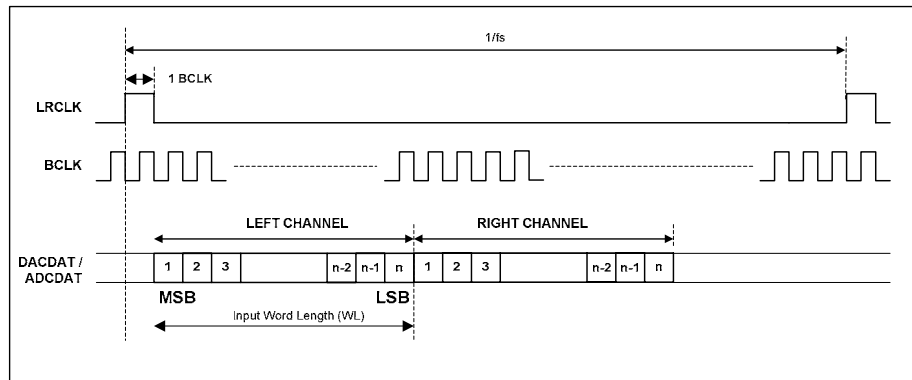 1/fs
1 BCLK
LRCLK
BCLK
LEFT CHANNEL RIGHT CHANNEL
DACDAT /
ADCDAT
1 2 3 n-2 n-1 n 1 2 3 n-2 n-1 n
MSB LSB
Input Word Length (WL)